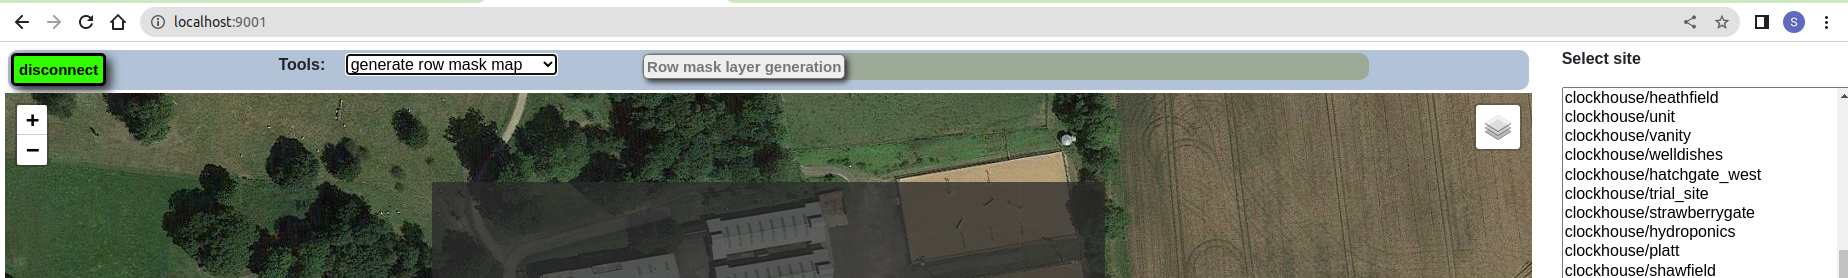 localhost:9001
S
disconnect
Tools:
generate row mask map
Row mask layer generation
Select site
+
−
clockhouse/heathfield
clockhouse/unit
clockhouse/vanity
clockhouse/welldishes
clockhouse/hatchgate_west
clockhouse/trial_site
clockhouse/strawberrygate
clockhouse/hydroponics
clockhouse/platt
clockhouse/shawfield